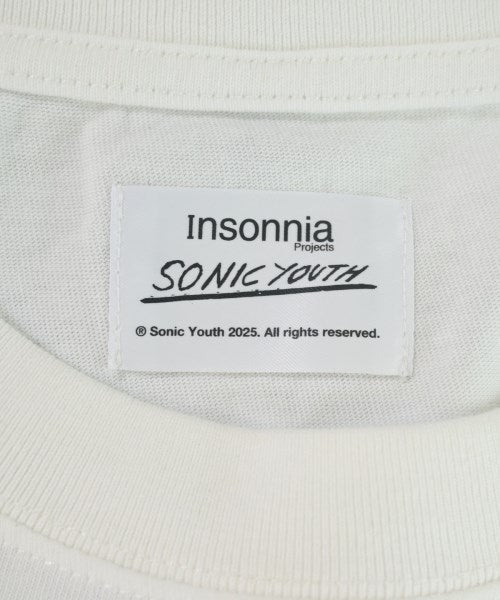 Insonnia
Projects
SONIC YOUTH
® Sonic Youth 2025. All rights reserved.